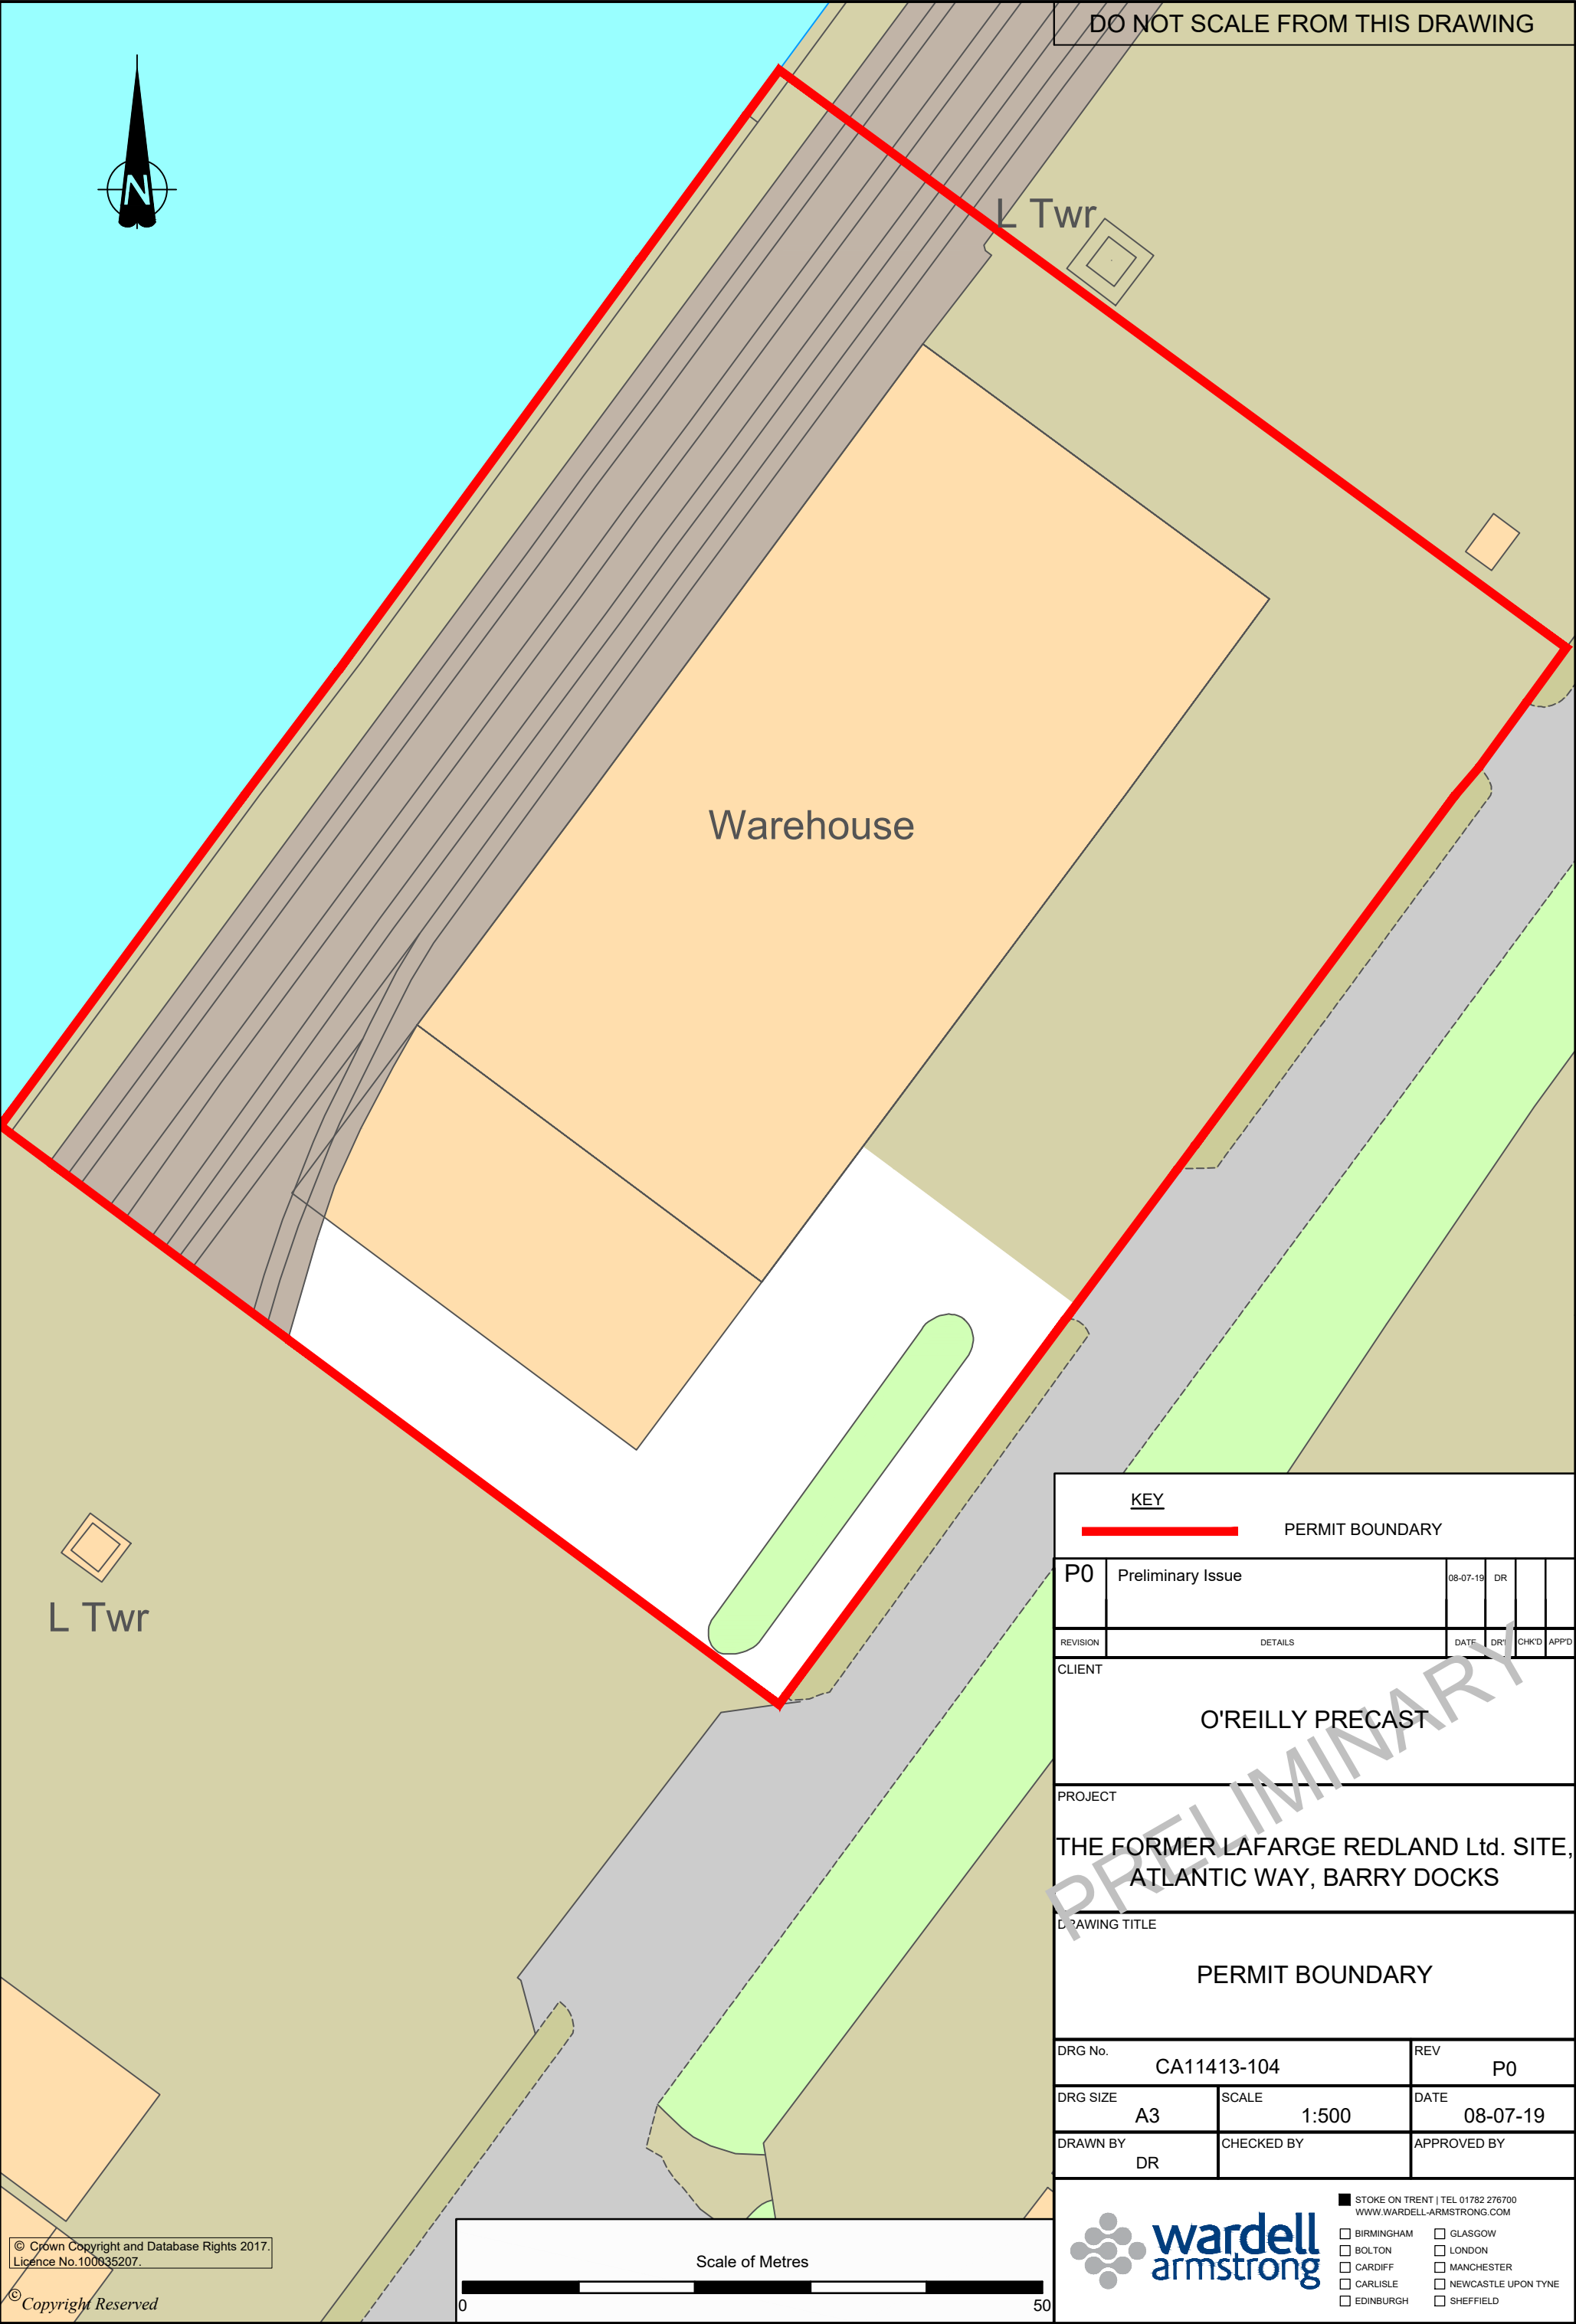 DO NOT SCALE FROM THIS DRAWING
N
L Twr
Warehouse
L Twr
KEY
PERMIT BOUNDARY
P0 Preliminary Issue 08-07-19 DR
REVISION DETAILS DATE DR'N CHK'D APP'D
CLIENT
O'REILLY PRECAST
PRELIMINARY
PROJECT
THE FORMER LAFARGE REDLAND Ltd. SITE,
ATLANTIC WAY, BARRY DOCKS
DRAWING TITLE
PERMIT BOUNDARY
DRG No. REV
CA11413-104 P0
DRG SIZE SCALE DATE
A3 1:500 08-07-19
DRAWN BY CHECKED BY APPROVED BY
DR
wardell
armstrong
STOKE ON TRENT | TEL 01782 276700
WWW.WARDELL-ARMSTRONG.COM
BIRMINGHAM GLASGOW
BOLTON LONDON
CARDIFF MANCHESTER
CARLISLE NEWCASTLE UPON TYNE
EDINBURGH SHEFFIELD
Scale of Metres
0 50
© Crown Copyright and Database Rights 2017.
Licence No.100035207.
© Copyright Reserved